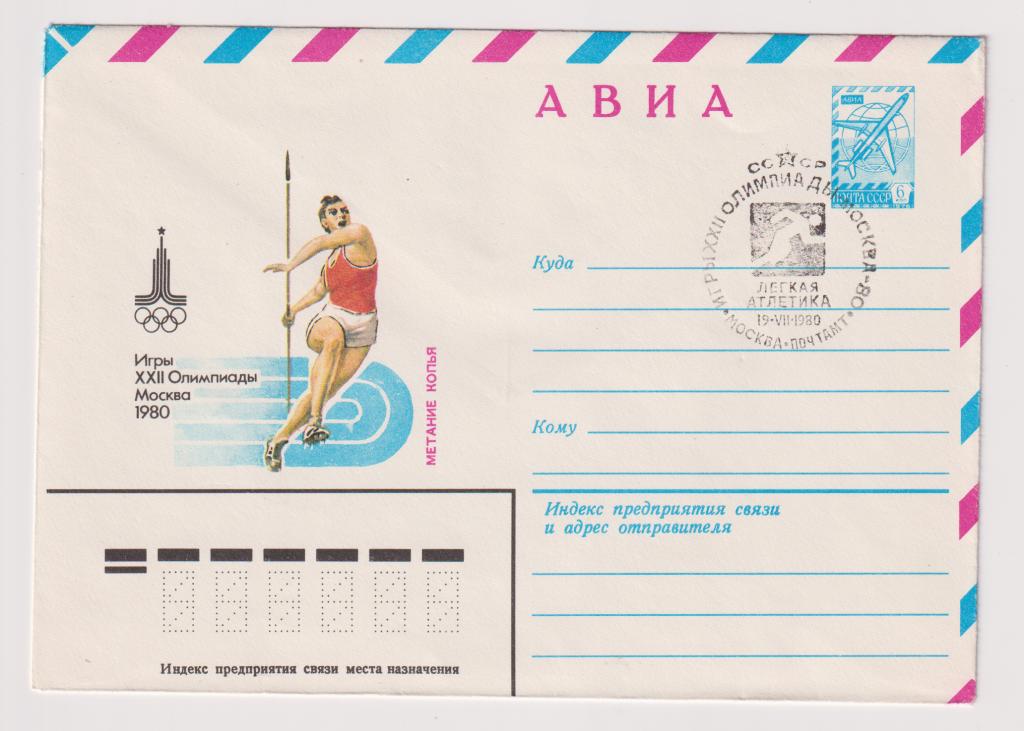 АВИА
АВИА
ПОЧТА СССР
6
СССР
ИГРЫ XXII ОЛИМПИАДЫ • МОСКВА-80
ЛЕГКАЯ
АТЛЕТИКА
19-VII-1980
• МОСКВА • ПОЧТАМТ •
Игры
XXII Олимпиады
Москва
1980
МЕТАНИЕ КОПЬЯ
Куда
Кому
Индекс предприятия связи
и адрес отправителя
Индекс предприятия связи места назначения